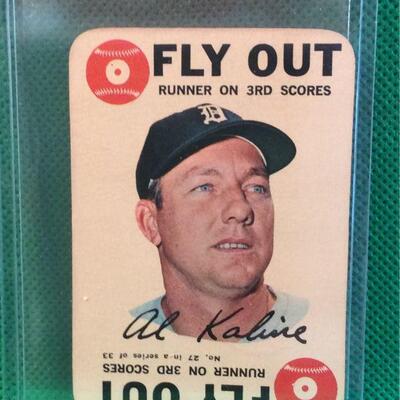 FLY OUT
RUNNER ON 3RD SCORES
D
Al Kaline
No. 27 in a series of 33
RUNNER ON 3RD SCORES
FLY OUT